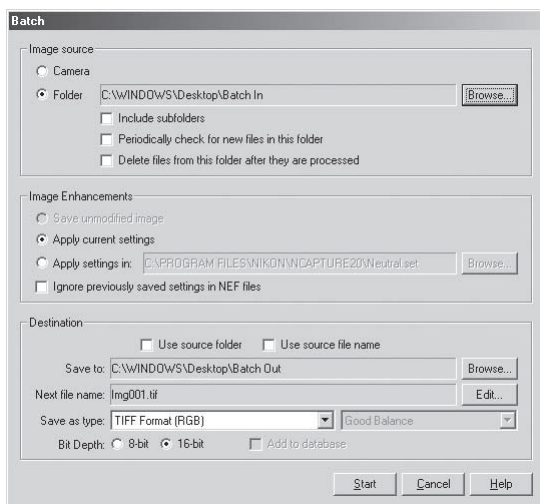 Batch
Image source
Camera
Folder C:\WINDOWS\Desktop\Batch In Browse...
Include subfolders
Periodically check for new files in this folder
Delete files from this folder after they are processed
Image Enhancements
Save unmodified image
Apply current settings
Apply settings in: C:\PROGRAM FILES\NIKON\NCAPTURE20\Neutral.set Browse...
Ignore previously saved settings in NEF files
Destination
Use source folder Use source file name
Save to: C:\WINDOWS\Desktop\Batch Out Browse...
Next file name: Img001.tif Edit...
Save as type: TIFF Format (RGB) Good Balance
Bit Depth: 8-bit 16-bit Add to database
Start Cancel Help